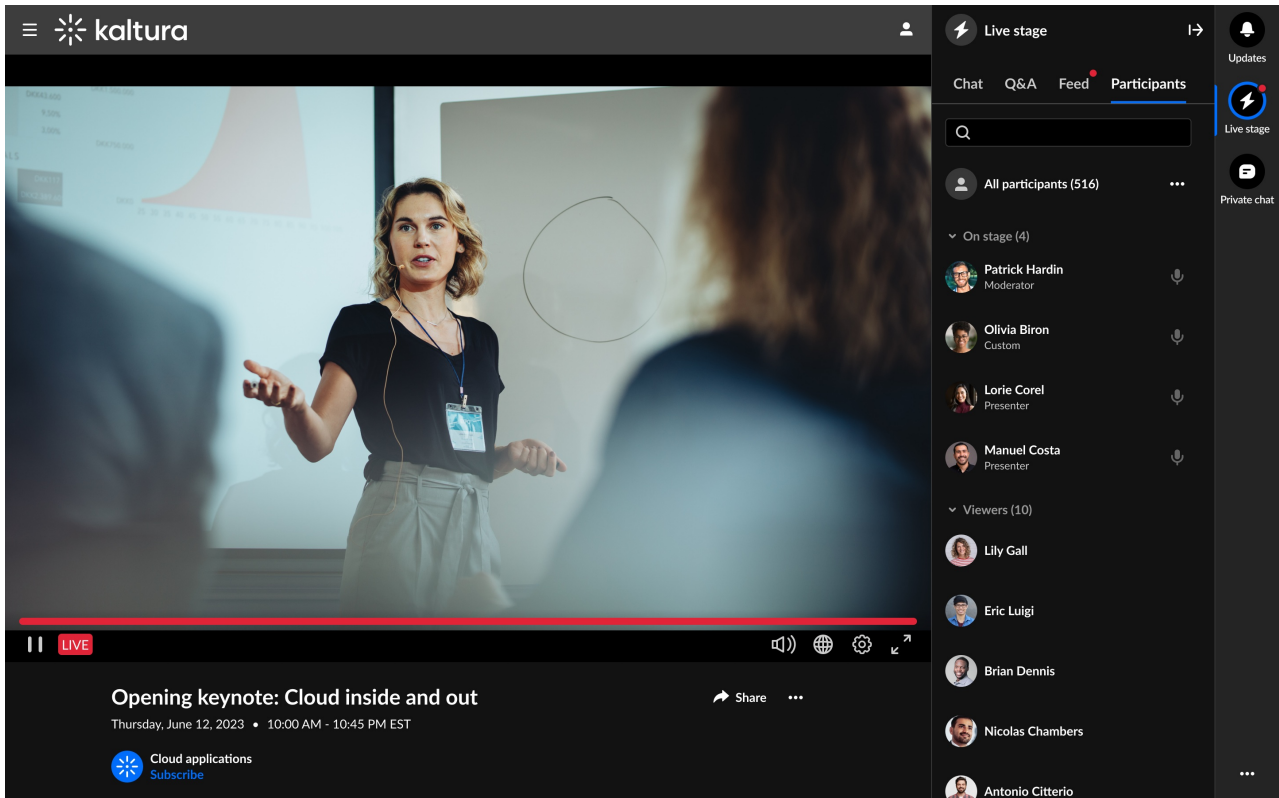 kaltura
LIVE
Opening keynote: Cloud inside and out
Share
Thursday, June 12, 2023 • 10:00 AM - 10:45 PM EST
Cloud applications
Subscribe
Live stage
Chat
Q&A
Feed
Participants
All participants (516)
On stage (4)
Patrick Hardin
Moderator
Olivia Biron
Custom
Lorie Corel
Presenter
Manuel Costa
Presenter
Viewers (10)
Lily Gall
Eric Luigi
Brian Dennis
Nicolas Chambers
Antonio Citterio
Updates
Live stage
Private chat